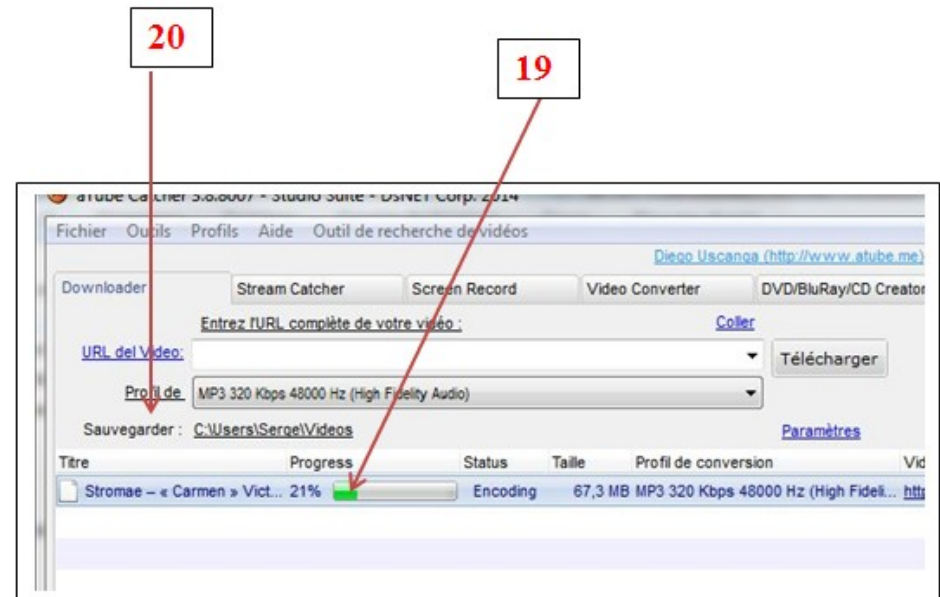 20
19
aTube Catcher 3.8.8007 - Studio Suite - DsNET Corp. 2014
Fichier Outils Profils Aide Outil de recherche de vidéos
Diego Uscanga (http://www.atube.me)
Downloader Stream Catcher Screen Record Video Converter DVD/BluRay/CD Creator
Entrez l'URL complète de votre vidéo : Coller
URL del Video: Télécharger
Profil de MP3 320 Kbps 48000 Hz (High Fidelity Audio)
Sauvegarder : C:\Users\Serge\Videos Paramètres
Titre Progress Status Taille Profil de conversion Vid
Stromae – « Carmen » Vict... 21% Encoding 67,3 MB MP3 320 Kbps 48000 Hz (High Fideli... http